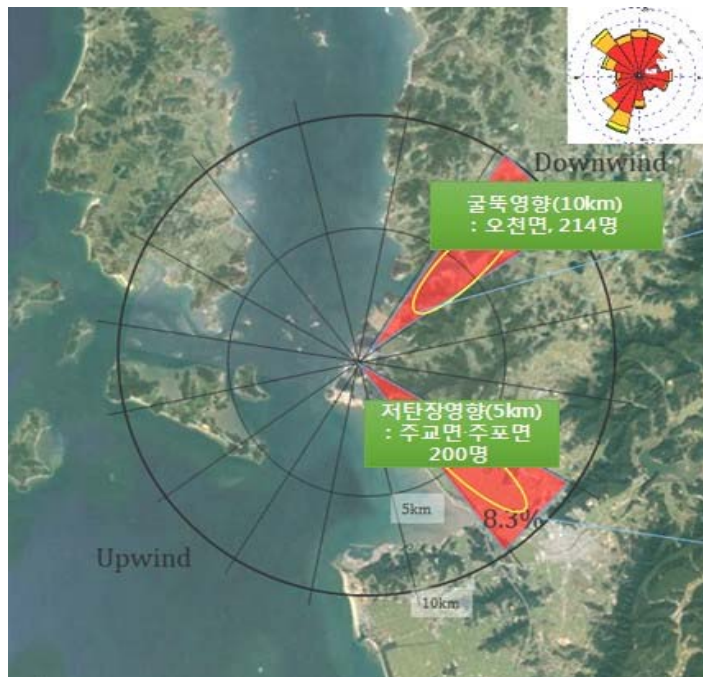 Downwind
굴뚝영향(10km)
: 오천면, 214명
저탄장영향(5km)
: 주교면·주포면
200명
5km
8.3%
Upwind
10km